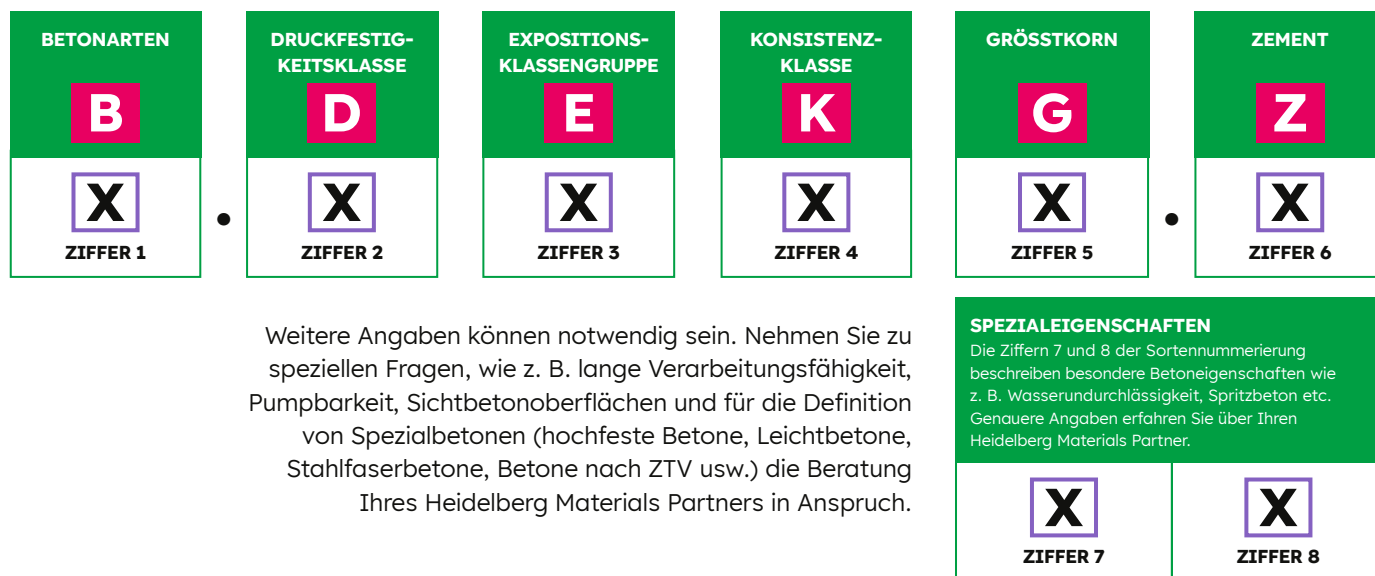 BETONARTEN
B
X
ZIFFER 1
•
DRUCKFESTIG-
KEITSKLASSE
D
X
ZIFFER 2
EXPOSITIONS-
KLASSENGRUPPE
E
X
ZIFFER 3
KONSISTENZ-
KLASSE
K
X
ZIFFER 4
GRÖSSTKORN
G
X
ZIFFER 5
•
ZEMENT
Z
X
ZIFFER 6
Weitere Angaben können notwendig sein. Nehmen Sie zu
speziellen Fragen, wie z. B. lange Verarbeitungsfähigkeit,
Pumpbarkeit, Sichtbetonoberflächen und für die Definition
von Spezialbetonen (hochfeste Betone, Leichtbetone,
Stahlfaserbetone, Betone nach ZTV usw.) die Beratung
Ihres Heidelberg Materials Partners in Anspruch.
SPEZIALEIGENSCHAFTEN
Die Ziffern 7 und 8 der Sortennummerierung
beschreiben besondere Betoneigenschaften wie
z. B. Wasserundurchlässigkeit, Spritzbeton etc.
Genauere Angaben erfahren Sie über Ihren
Heidelberg Materials Partner.
X
ZIFFER 7
X
ZIFFER 8